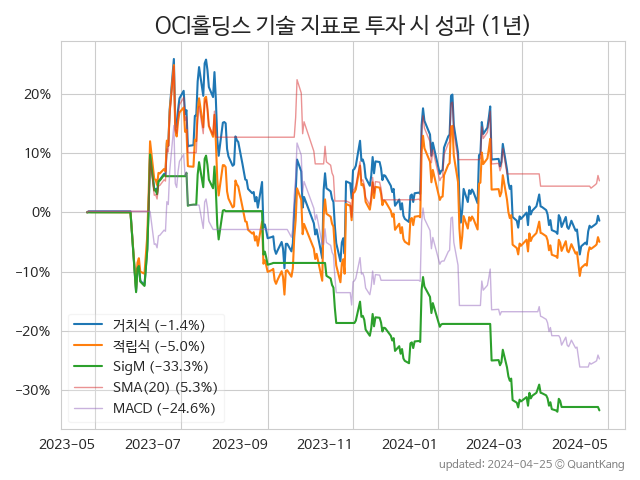 OCI홀딩스 기술 지표로 투자 시 성과 (1년)
20%
10%
0%
−10%
−20%
−30%
거치식 (−1.4%)
적립식 (−5.0%)
SigM (−33.3%)
SMA(20) (5.3%)
MACD (−24.6%)
2023−05
2023−07
2023−09
2023−11
2024−01
2024−03
2024−05
updated: 2024−04−25 © QuantKang